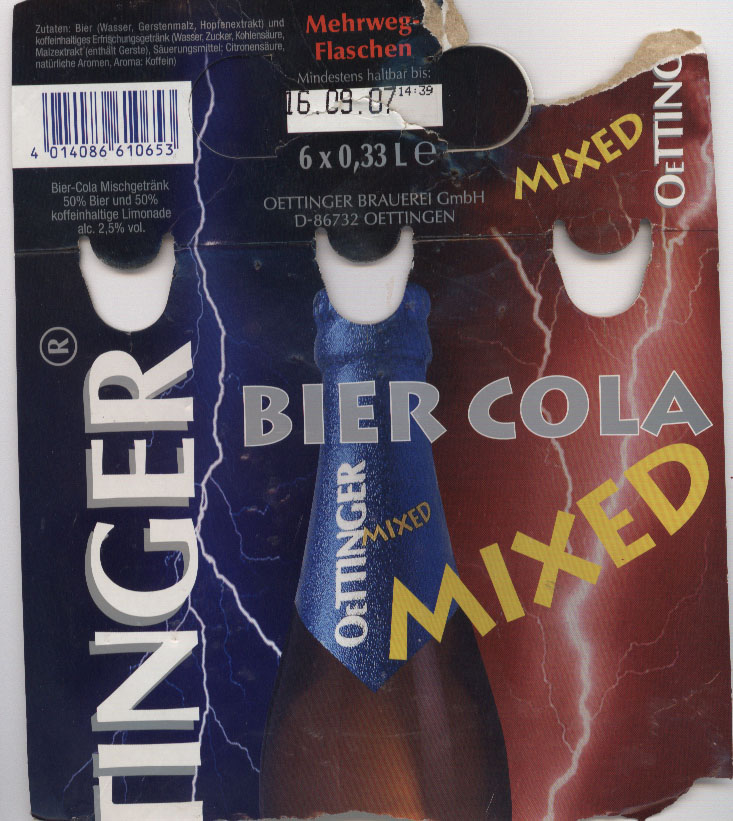 Zutaten: Bier (Wasser, Gerstenmalz, Hopfenextrakt) und
koffeinhaltiges Erfrischungsgetränk (Wasser, Zucker, Kohlensäure,
Malzextrakt (enthält Gerste), Säuerungsmittel: Citronensäure,
natürliche Aromen, Aroma: Koffein)
4 014086 610653
Bier-Cola Mischgetränk
50% Bier und 50%
koffeinhaltige Limonade
alc. 2,5% vol.
Mehrweg-
Flaschen
Mindestens haltbar bis:
16.09.07 14:39
6 x 0,33 L ℮
OETTINGER BRAUEREI GmbH
D-86732 OETTINGEN
MIXED
OETTING
®
TINGER
BIER COLA
MIXED
OETTINGER
MIXED